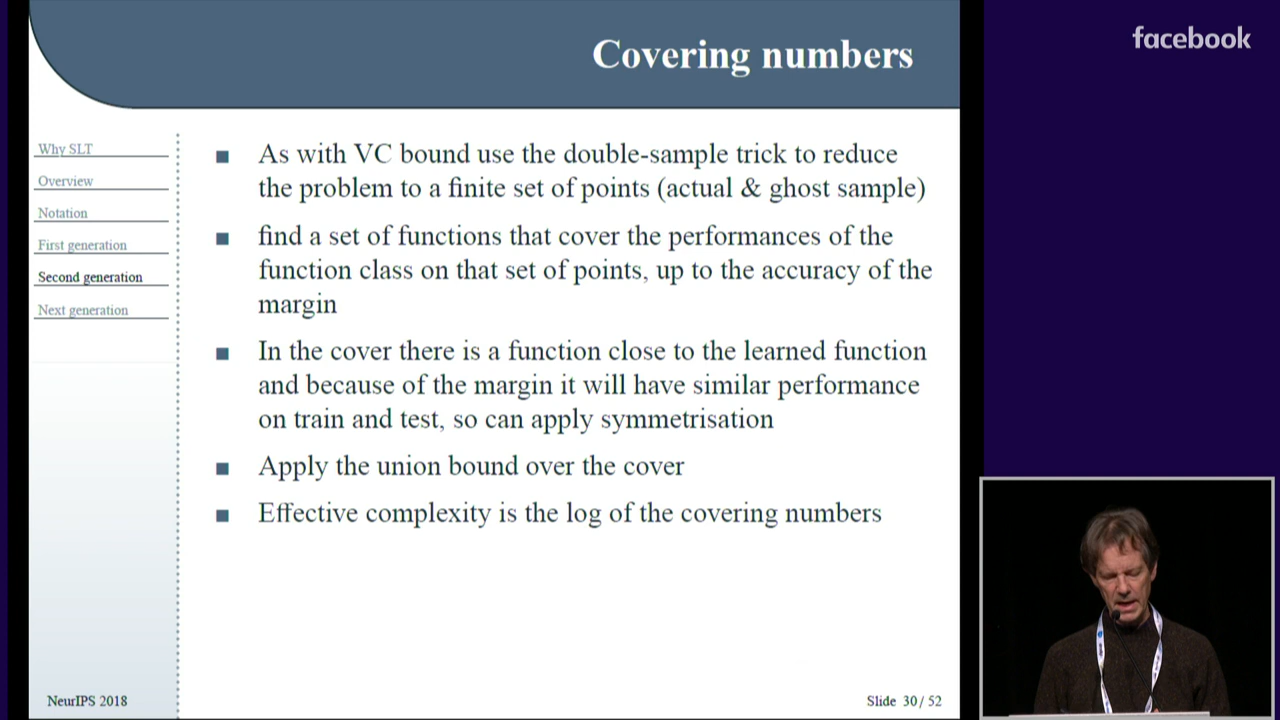 Covering numbers
facebook
Why SLT
Overview
Notation
First generation
Second generation
Next generation
■ As with VC bound use the double-sample trick to reduce
the problem to a finite set of points (actual & ghost sample)
■ find a set of functions that cover the performances of the
function class on that set of points, up to the accuracy of the
margin
■ In the cover there is a function close to the learned function
and because of the margin it will have similar performance
on train and test, so can apply symmetrisation
■ Apply the union bound over the cover
■ Effective complexity is the log of the covering numbers
NeurIPS 2018
Slide 30 / 52